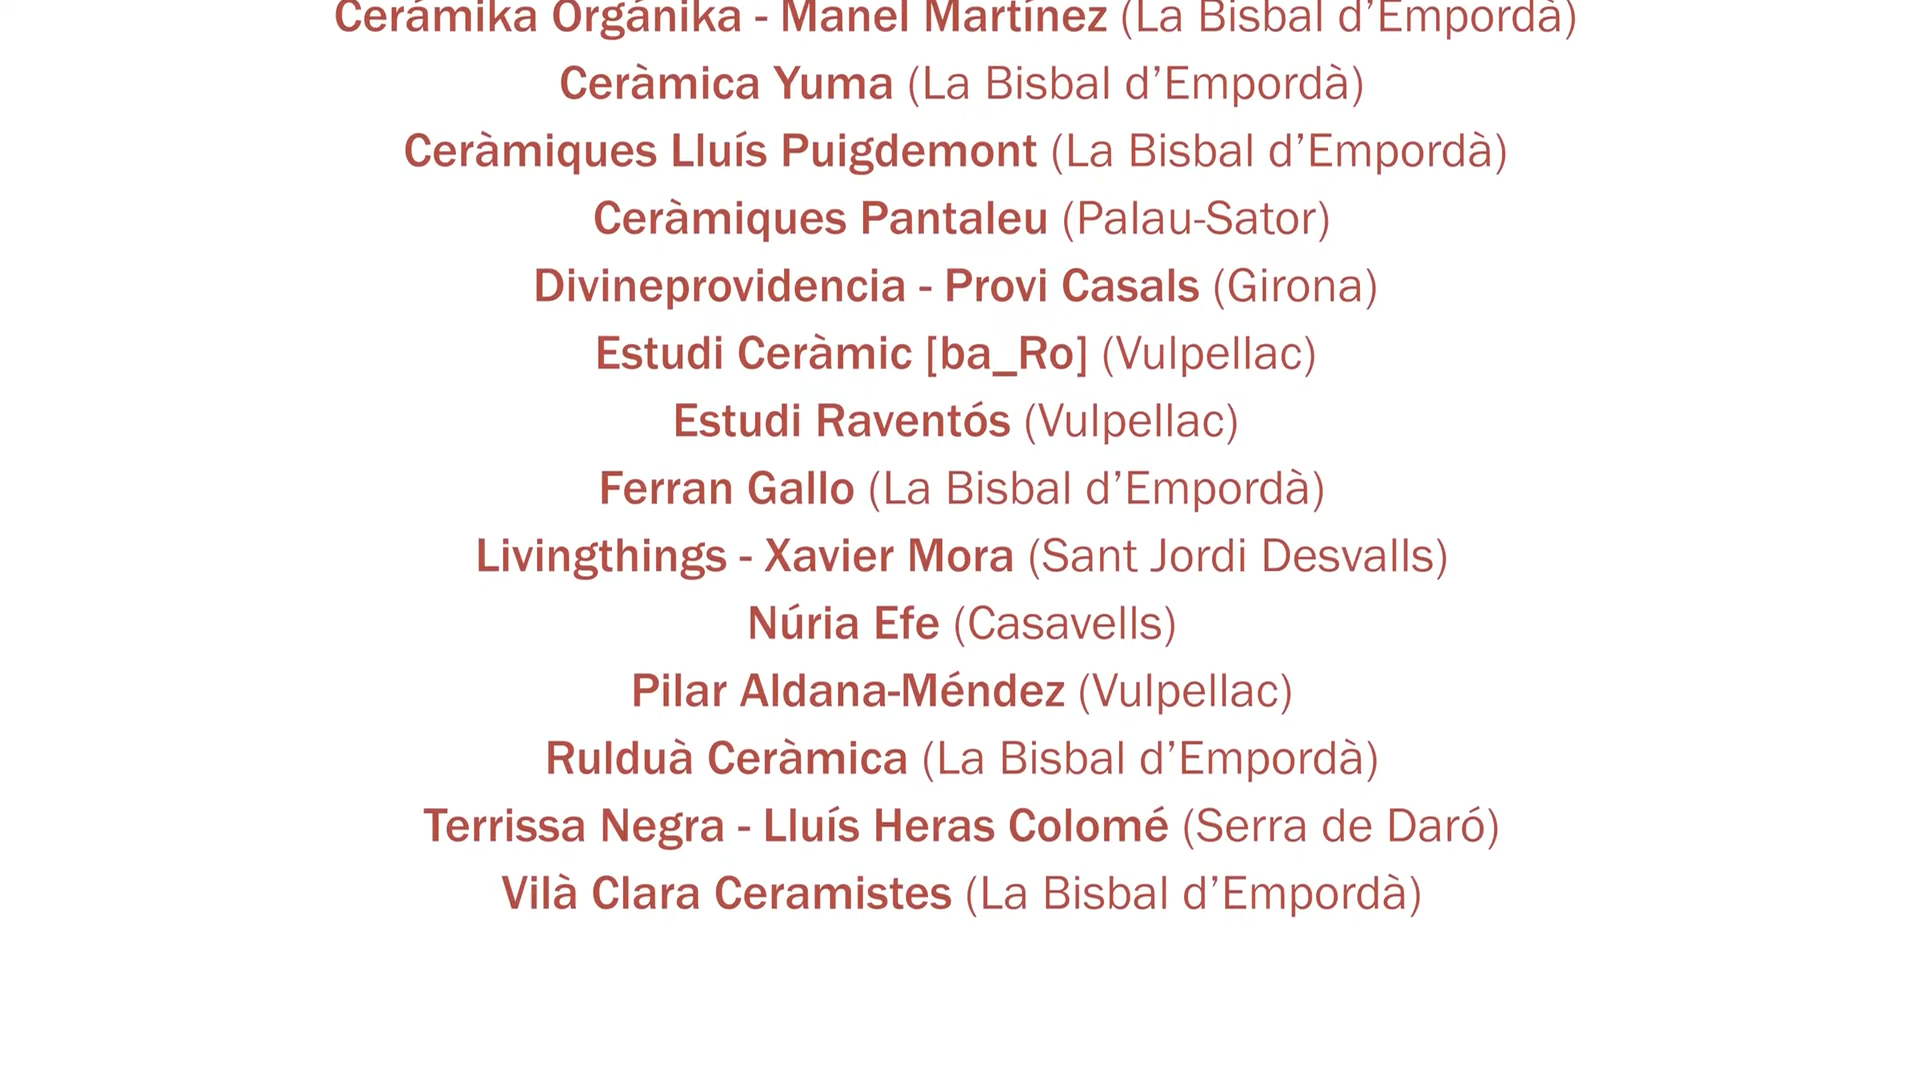 Cerámika Orgánika - Manel Martínez (La Bisbal d’Empordà)
Ceràmica Yuma (La Bisbal d’Empordà)
Ceràmiques Lluís Puigdemont (La Bisbal d’Empordà)
Ceràmiques Pantaleu (Palau-Sator)
Divineprovidencia - Provi Casals (Girona)
Estudi Ceràmic [ba_Ro] (Vulpellac)
Estudi Raventós (Vulpellac)
Ferran Gallo (La Bisbal d’Empordà)
Livingthings - Xavier Mora (Sant Jordi Desvalls)
Núria Efe (Casavells)
Pilar Aldana-Méndez (Vulpellac)
Rulduà Ceràmica (La Bisbal d’Empordà)
Terrissa Negra - Lluís Heras Colomé (Serra de Daró)
Vilà Clara Ceramistes (La Bisbal d’Empordà)